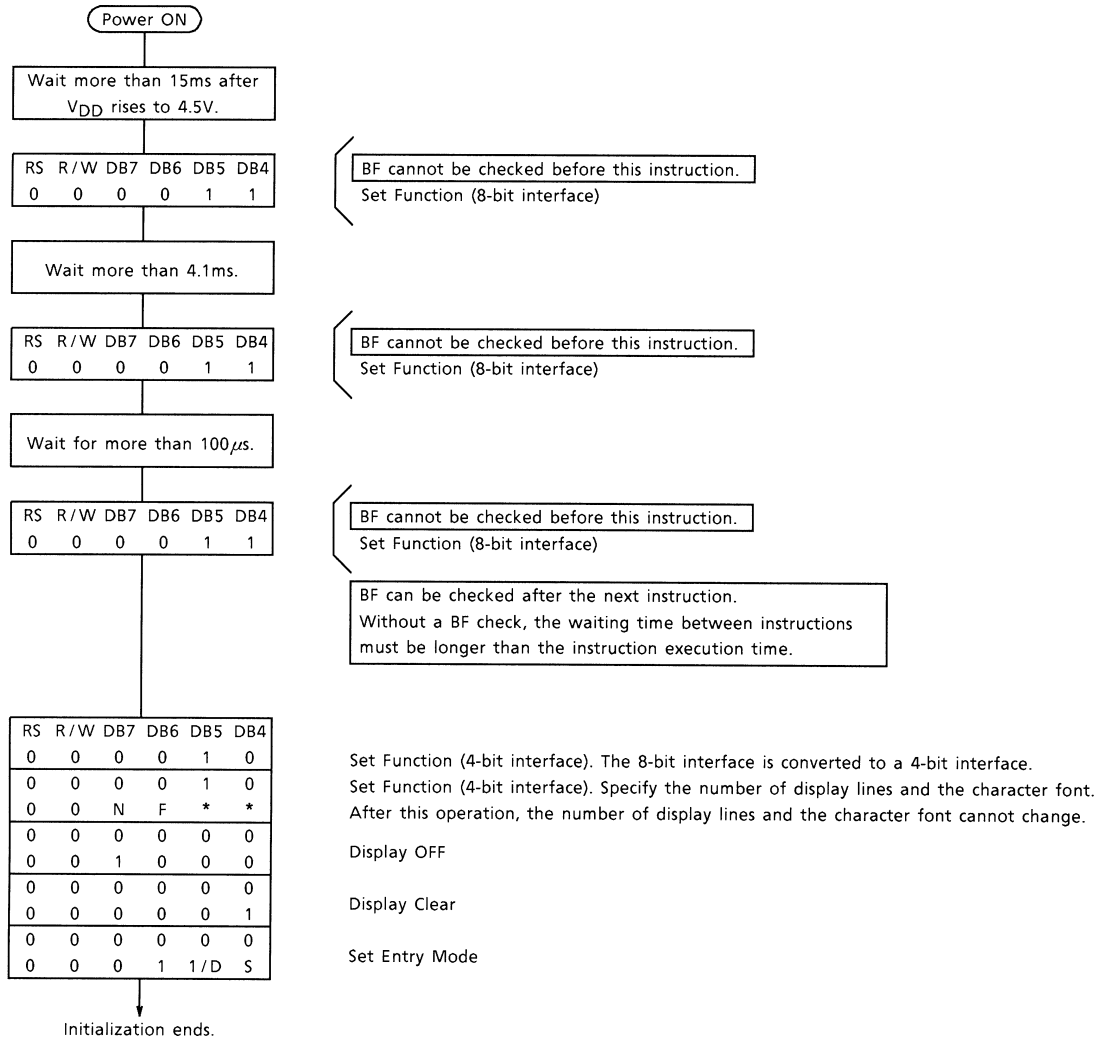 Power ON
Wait more than 15ms after
VDD rises to 4.5V.
RS R/W DB7 DB6 DB5 DB4
0 0 0 0 1 1
BF cannot be checked before this instruction.
Set Function (8-bit interface)
Wait more than 4.1ms.
RS R/W DB7 DB6 DB5 DB4
0 0 0 0 1 1
BF cannot be checked before this instruction.
Set Function (8-bit interface)
Wait for more than 100μs.
RS R/W DB7 DB6 DB5 DB4
0 0 0 0 1 1
BF cannot be checked before this instruction.
Set Function (8-bit interface)
BF can be checked after the next instruction.
Without a BF check, the waiting time between instructions
must be longer than the instruction execution time.
RS R/W DB7 DB6 DB5 DB4
0 0 0 0 1 0
Set Function (4-bit interface). The 8-bit interface is converted to a 4-bit interface.
0 0 0 0 1 0
Set Function (4-bit interface). Specify the number of display lines and the character font.
0 0 N F * *
After this operation, the number of display lines and the character font cannot change.
0 0 0 0 0 0
0 0 1 0 0 0
Display OFF
0 0 0 0 0 0
0 0 0 0 0 1
Display Clear
0 0 0 0 0 0
0 0 0 1 1/D S
Set Entry Mode
Initialization ends.